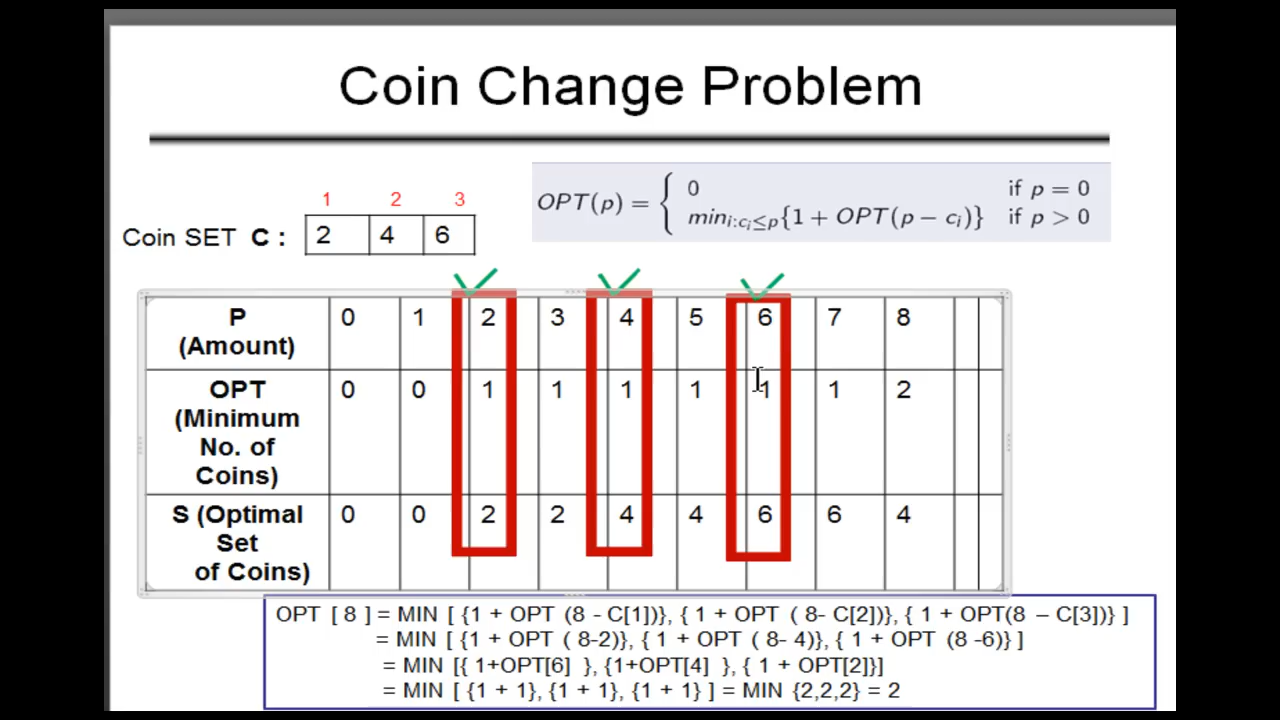 Coin Change Problem
1 2 3
Coin SET C : 2 4 6
OPT(p) = { 0 if p = 0
min_{i:c_i≤p}{1 + OPT(p − c_i)} if p > 0
P 0 1 2 3 4 5 6 7 8
(Amount)
OPT 0 0 1 1 1 1 1 1 2
(Minimum
No. of
Coins)
S (Optimal 0 0 2 2 4 4 6 6 4
Set
of Coins)
OPT [ 8 ] = MIN [ {1 + OPT (8 - C[1])}, { 1 + OPT ( 8- C[2])}, { 1 + OPT(8 – C[3])} ]
= MIN [ {1 + OPT ( 8-2)}, { 1 + OPT ( 8- 4)}, { 1 + OPT (8 -6)} ]
= MIN [{ 1+OPT[6] }, {1+OPT[4] }, { 1 + OPT[2]}]
= MIN [ {1 + 1}, {1 + 1}, {1 + 1} ] = MIN {2,2,2} = 2